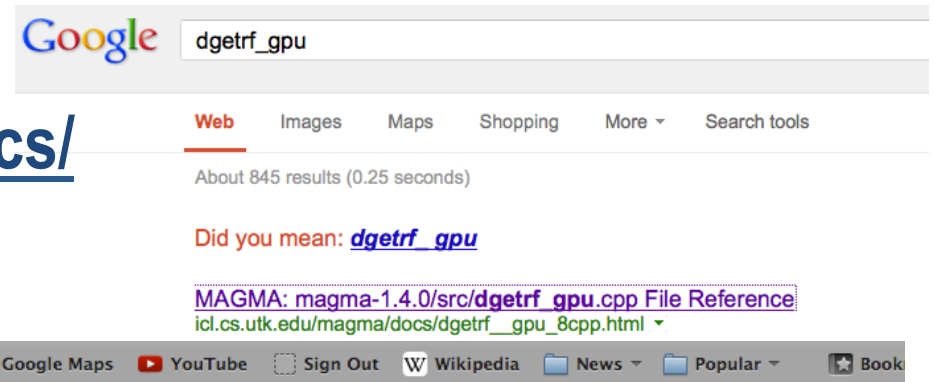 Google dgetrf_gpu
cs/
Web Images Maps Shopping More Search tools
About 845 results (0.25 seconds)
Did you mean: dgetrf_ gpu
MAGMA: magma-1.4.0/src/dgetrf_gpu.cpp File Reference
icl.cs.utk.edu/magma/docs/dgetrf__gpu_8cpp.html
Google Maps YouTube Sign Out W Wikipedia News Popular